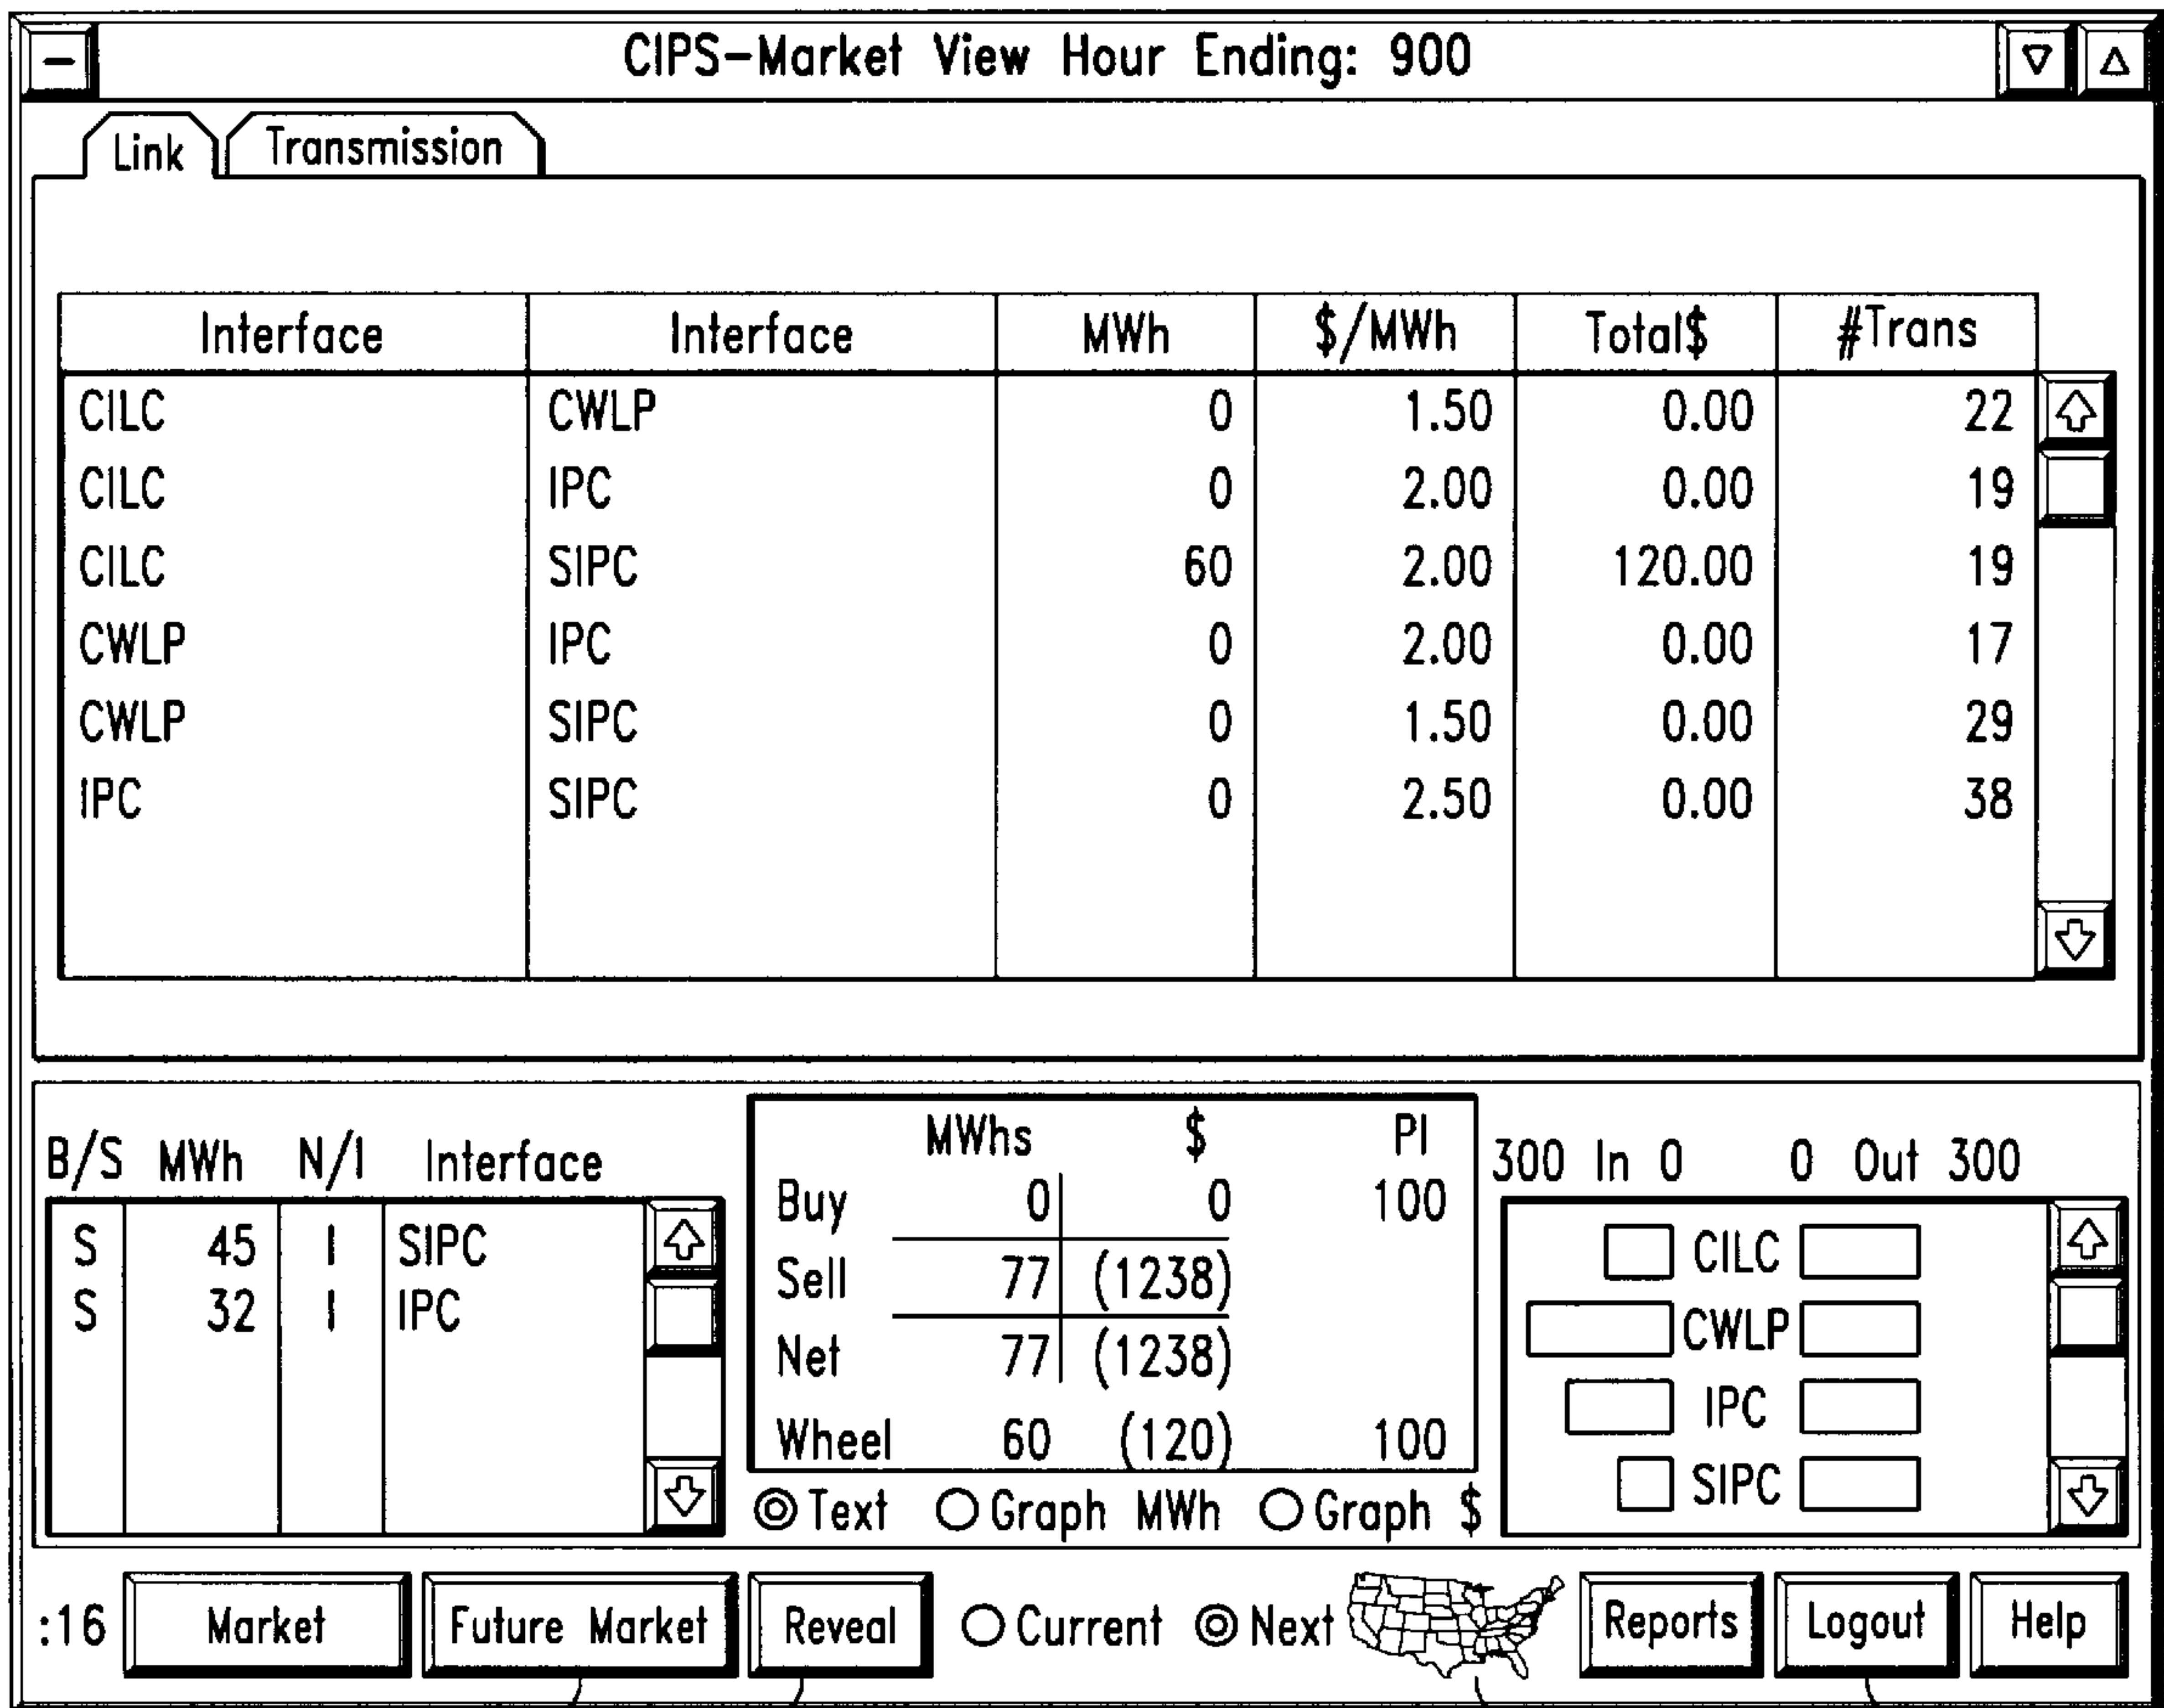 CIPS-Market View Hour Ending: 900
Link Transmission
Interface Interface MWh $/MWh Total$ #Trans
CILC CWLP 0 1.50 0.00 22
CILC IPC 0 2.00 0.00 19
CILC SIPC 60 2.00 120.00 19
CWLP IPC 0 2.00 0.00 17
CWLP SIPC 0 1.50 0.00 29
IPC SIPC 0 2.50 0.00 38
B/S MWh N/I Interface
S 45 I SIPC
S 32 I IPC
MWhs $ PI
Buy 0 0 100
Sell 77 (1238)
Net 77 (1238)
Wheel 60 (120) 100
Text Graph MWh Graph $
300 In 0 0 Out 300
CILC
CWLP
IPC
SIPC
:16 Market Future Market Reveal Current Next Reports Logout Help